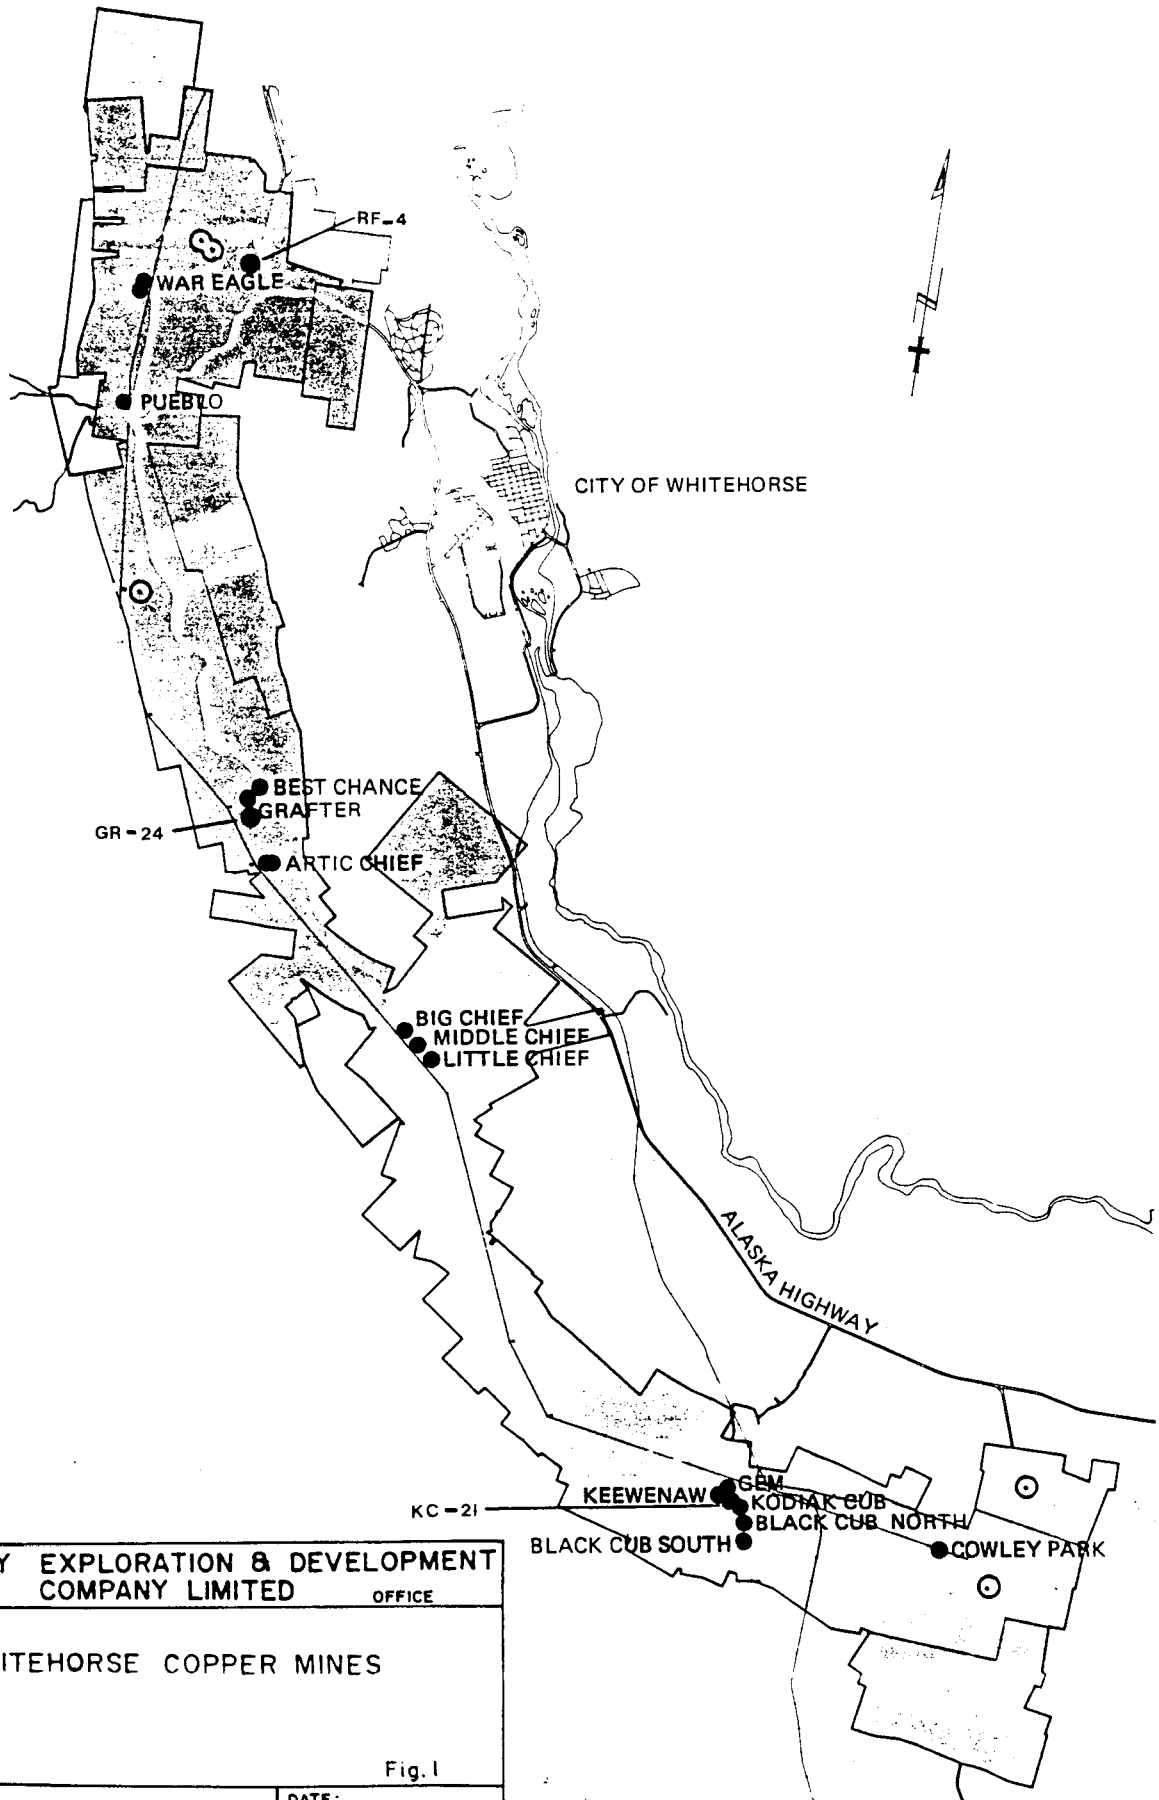 RF-4
WAR EAGLE
PUEBLO
CITY OF WHITEHORSE
BEST CHANCE
GRAFTER
GR-24
ARTIC CHIEF
BIG CHIEF
MIDDLE CHIEF
LITTLE CHIEF
ALASKA HIGHWAY
GEM
KEEWENAW
KODIAK CUB
KC-21
BLACK CUB NORTH
BLACK CUB SOUTH
COWLEY PARK
Y EXPLORATION & DEVELOPMENT
COMPANY LIMITED OFFICE
ITEHORSE COPPER MINES
Fig. 1
DATE: